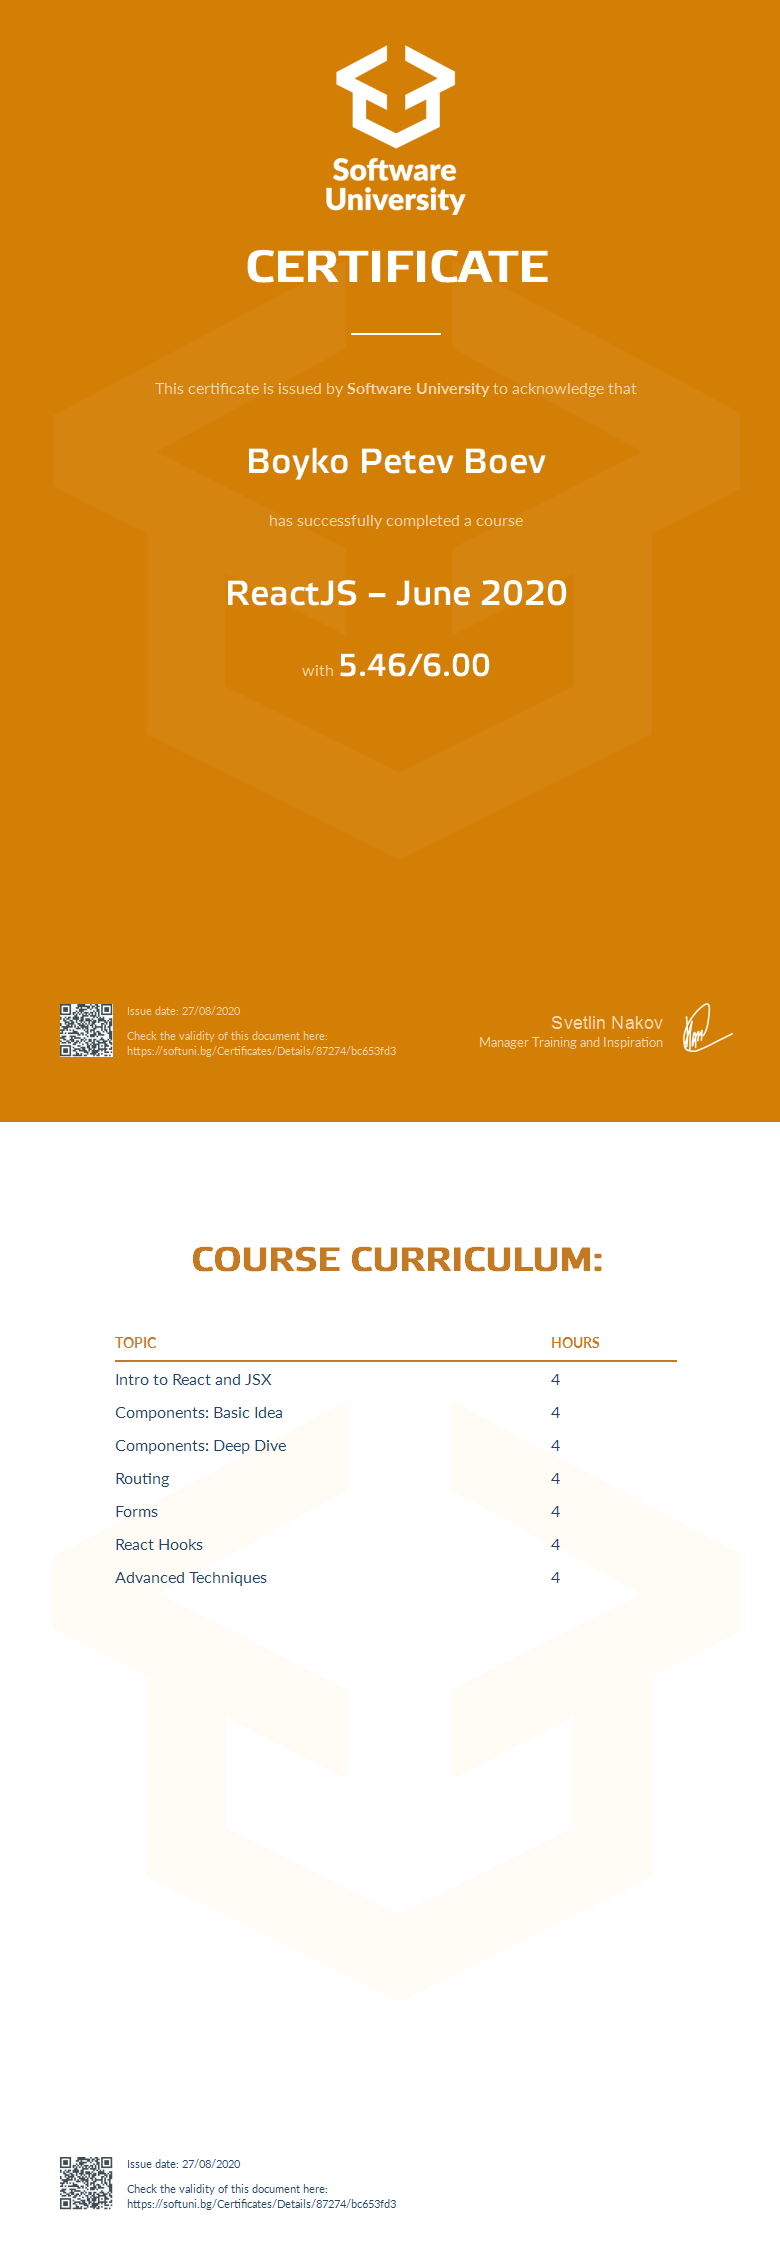 Software
University
CERTIFICATE
This certificate is issued by Software University to acknowledge that
Boyko Petev Boev
has successfully completed a course
ReactJS – June 2020
with 5.46/6.00
Issue date: 27/08/2020
Check the validity of this document here:
https://softuni.bg/Certificates/Details/87274/bc653fd3
Svetlin Nakov
Manager Training and Inspiration
COURSE CURRICULUM:
TOPIC HOURS
Intro to React and JSX 4
Components: Basic Idea 4
Components: Deep Dive 4
Routing 4
Forms 4
React Hooks 4
Advanced Techniques 4
Issue date: 27/08/2020
Check the validity of this document here:
https://softuni.bg/Certificates/Details/87274/bc653fd3